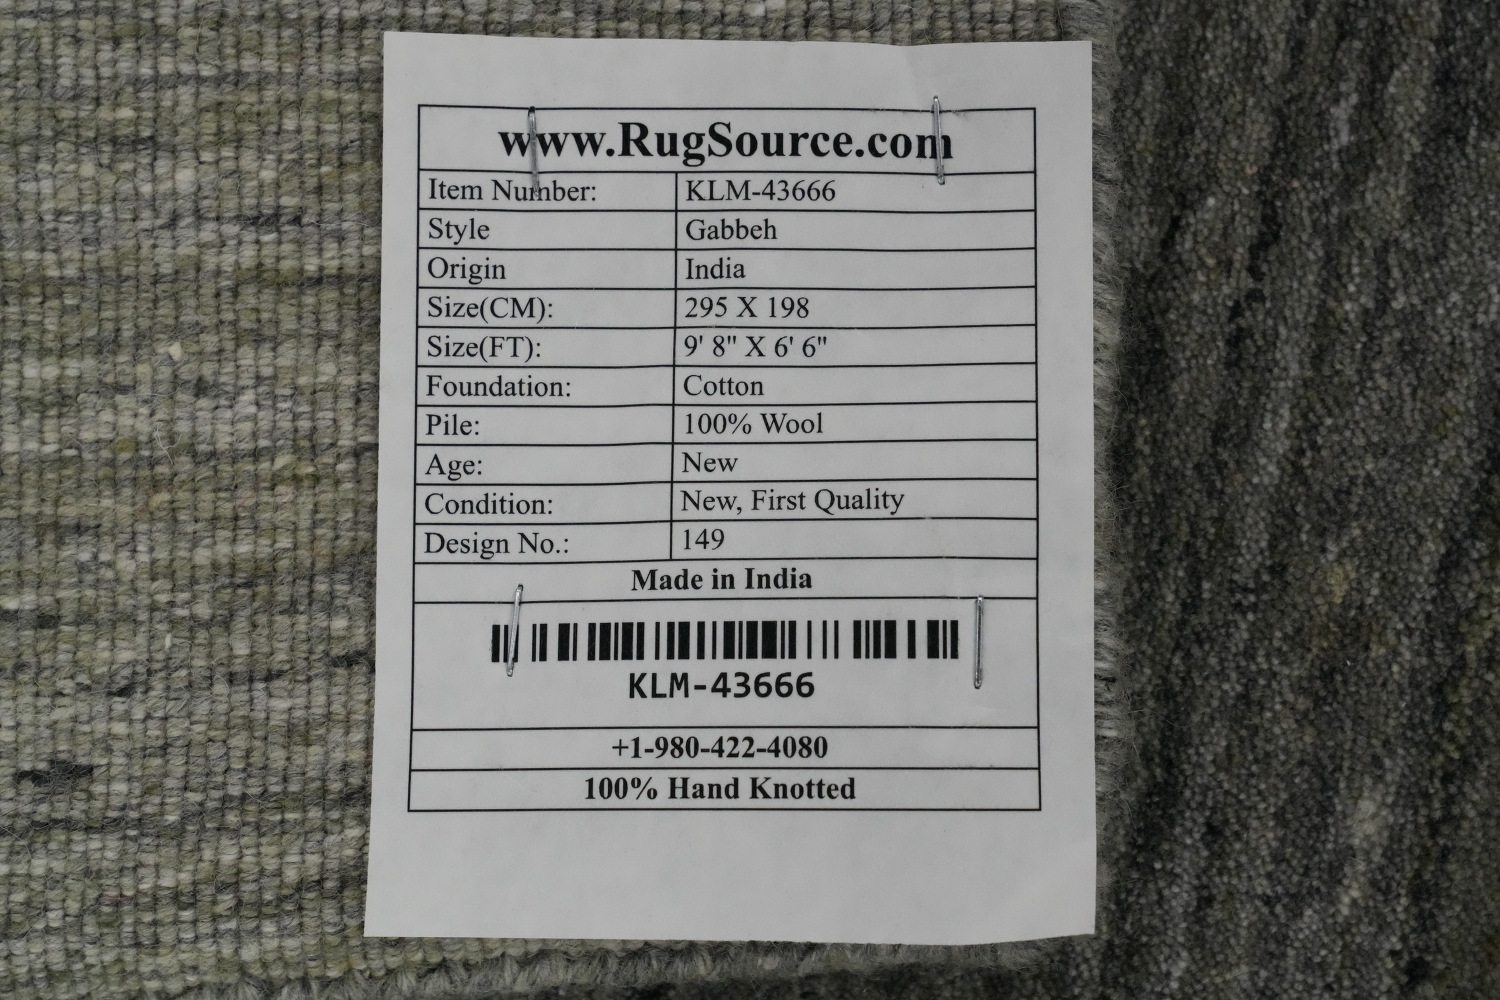 www.RugSource.com
Item Number: KLM-43666
Style Gabbeh
Origin India
Size(CM): 295 X 198
Size(FT): 9' 8" X 6' 6"
Foundation: Cotton
Pile: 100% Wool
Age: New
Condition: New, First Quality
Design No.: 149
Made in India
KLM-43666
+1-980-422-4080
100% Hand Knotted